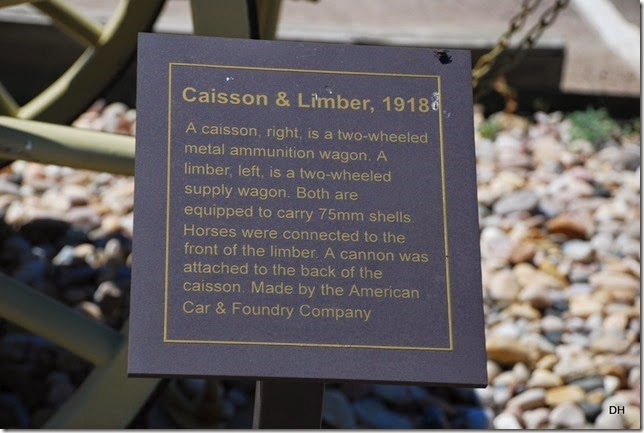 Caisson & Limber, 1918
A caisson, right, is a two-wheeled
metal ammunition wagon. A
limber, left, is a two-wheeled
supply wagon. Both are
equipped to carry 75mm shells.
Horses were connected to the
front of the limber. A cannon was
attached to the back of the
caisson. Made by the American
Car & Foundry Company
DH